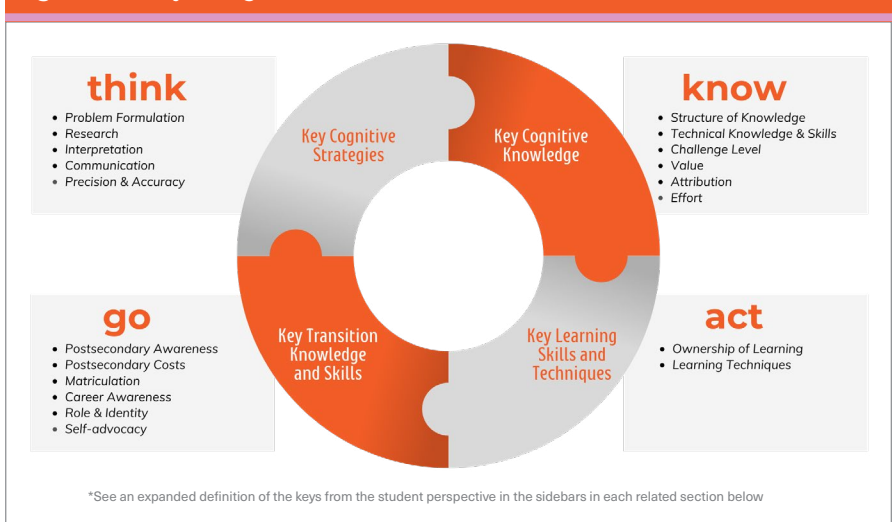 think
• Problem Formulation
• Research
• Interpretation
• Communication
• Precision & Accuracy
know
• Structure of Knowledge
• Technical Knowledge & Skills
• Challenge Level
• Value
• Attribution
• Effort
Key Cognitive
Strategies
Key Cognitive
Knowledge
go
• Postsecondary Awareness
• Postsecondary Costs
• Matriculation
• Career Awareness
• Role & Identity
• Self-advocacy
Key Transition
Knowledge
and Skills
Key Learning
Skills and
Techniques
act
• Ownership of Learning
• Learning Techniques
*See an expanded definition of the keys from the student perspective in the sidebars in each related section below